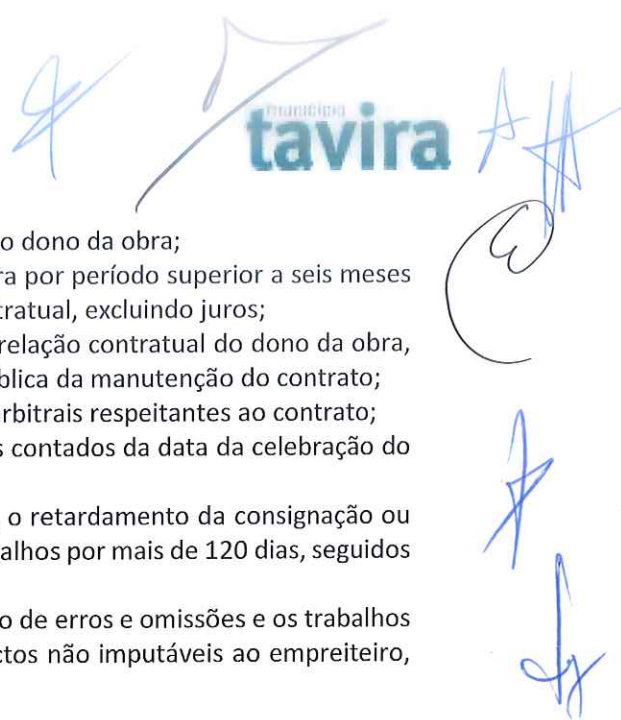 município
tavira
o dono da obra;
ra por período superior a seis meses
tratual, excluindo juros;
relação contratual do dono da obra,
blica da manutenção do contrato;
arbitrais respeitantes ao contrato;
s contados da data da celebração do
o retardamento da consignação ou
alhos por mais de 120 dias, seguidos
o de erros e omissões e os trabalhos
ctos não imputáveis ao empreiteiro,